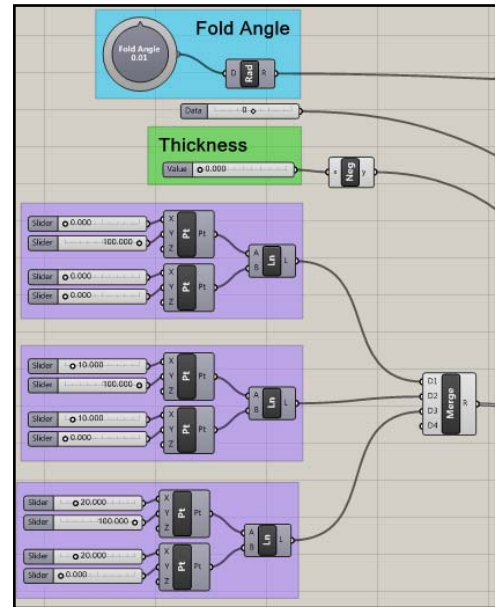 Fold Angle
Fold Angle
0.01
D Rad R
Data 0
Thickness
Value 0.000
x Neg y
Slider 0.000
Slider 100.000
X Y Z Pt Pt
Slider 0.000
Slider 0.000
X Y Z Pt Pt
A B Ln L
Slider 10.000
Slider 100.000
X Y Z Pt Pt
Slider 10.000
Slider 0.000
X Y Z Pt Pt
A B Ln L
D1
D2
D3
D4
Merge
R
Slider 20.000
Slider 100.000
X Y Z Pt Pt
Slider 20.000
Slider 0.000
X Y Z Pt Pt
A B Ln L